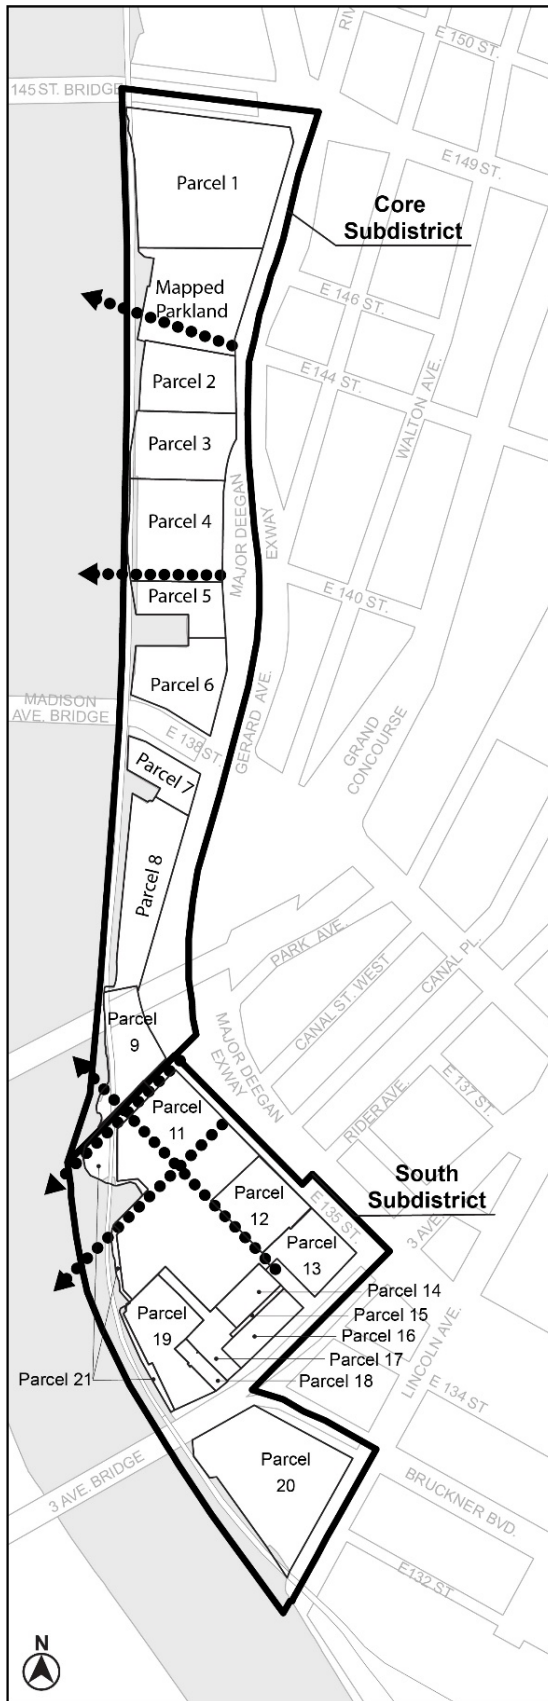 RIV
E 150 ST.
145 ST. BRIDGE
E 149 ST.
Parcel 1
Core
Subdistrict
Mapped
Parkland
E 146 ST.
E 144 ST.
WALTON AVE.
Parcel 2
Parcel 3
Parcel 4
MAJOR DEEGAN
EXWAY
E 140 ST.
Parcel 5
Parcel 6
MADISON
AVE. BRIDGE
E 138 ST.
GERARD AVE.
GRAND
CONCOURSE
Parcel 7
Parcel 8
PARK AVE.
CANAL ST. WEST
CANAL PL.
Parcel
9
MAJOR DEEGAN
EXWAY
RIDER AVE.
E 137 ST.
Parcel
11
South
Subdistrict
Parcel
12
E 135 ST.
3 AVE.
Parcel
13
Parcel 14
Parcel 15
Parcel 16
Parcel
19
Parcel 17
Parcel 18
Parcel 21
LINCOLN AVE.
E 134 ST
3 AVE. BRIDGE
Parcel
20
BRUCKNER BVD.
E132 ST
N